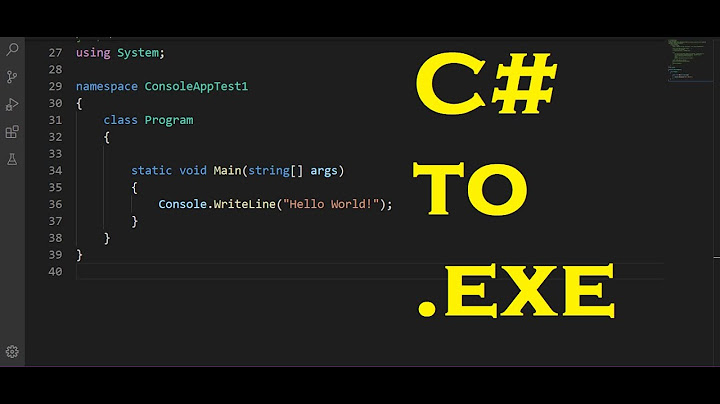 27 using System;
28
29 namespace ConsoleAppTest1
30 {
31 class Program
32 {
33
34 static void Main(string[] args)
35 {
36 Console.WriteLine("Hello World!");
37 }
38 }
39 }
40
C#
TO
.EXE